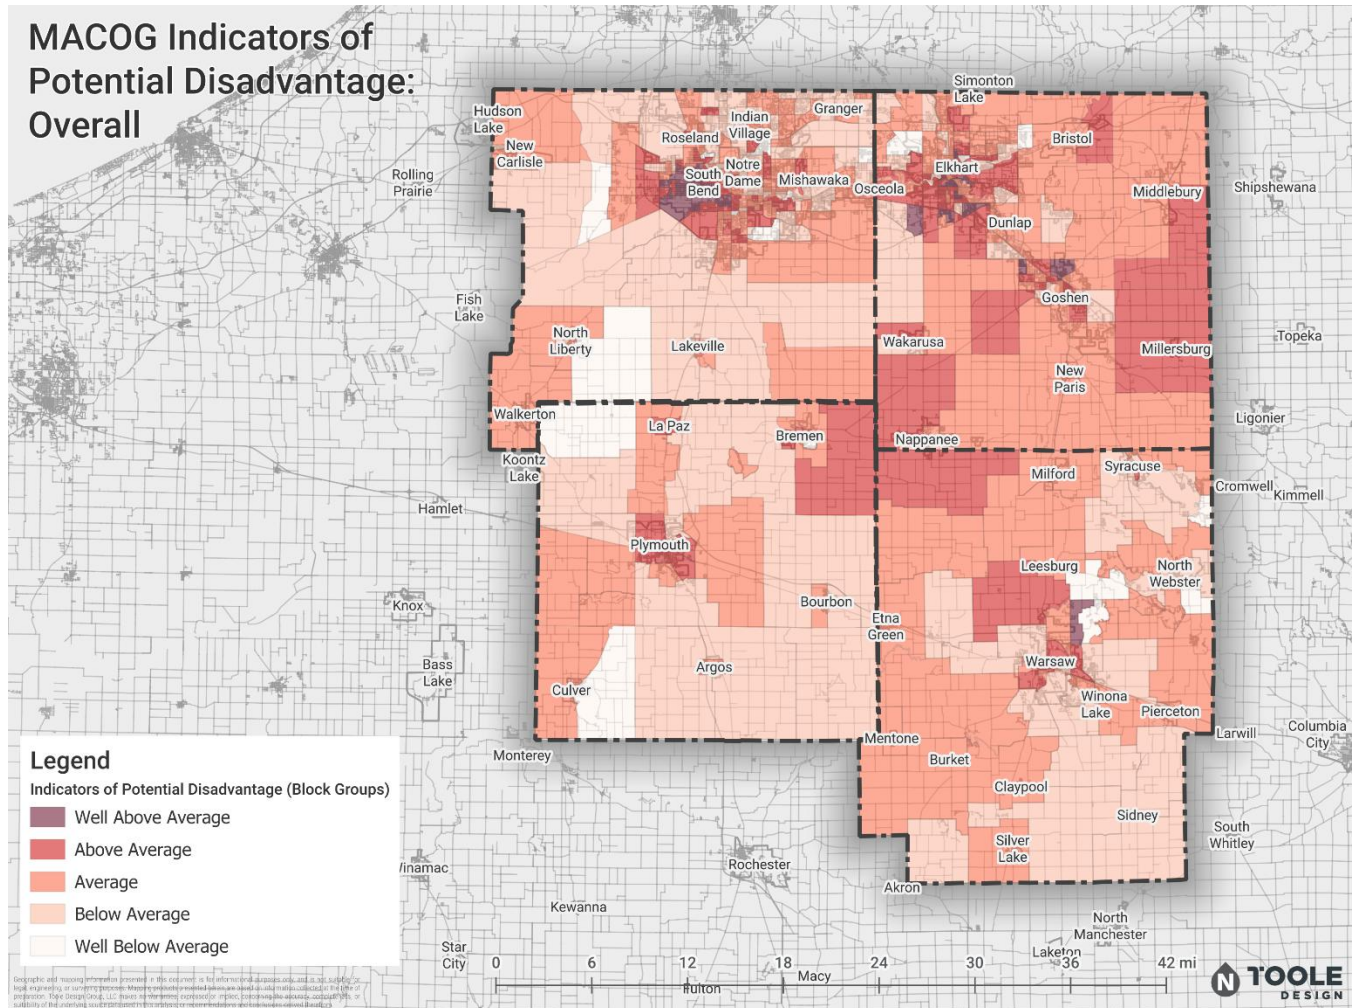 MACOG Indicators of
Potential Disadvantage:
Overall
Simonton
Lake
Hudson
Lake
Granger
Indian
Village
Roseland
Bristol
New
Carlisle
Rolling
Prairie
Notre
Dame
South
Bend
Mishawaka
Osceola
Elkhart
Middlebury
Shipshewana
Dunlap
Fish
Lake
Goshen
North
Liberty
Lakeville
Wakarusa
Millersburg
Topeka
New
Paris
Walkerton
La Paz
Bremen
Nappanee
Ligonier
Koontz
Lake
Milford
Syracuse
Cromwell
Kimmell
Hamlet
Plymouth
Leesburg
North
Webster
Knox
Bourbon
Etna
Green
Bass
Lake
Argos
Warsaw
Culver
Winona
Lake
Pierceton
Columbia
City
Larwill
Monterey
Mentone
Burket
Claypool
Sidney
South
Whitley
Silver
Lake
Rochester
Akron
Kewanna
North
Manchester
Laketon
Star
City
Macy
Fulton
Legend
Indicators of Potential Disadvantage (Block Groups)
Well Above Average
Above Average
Average
Below Average
Well Below Average
0 6 12 18 24 30 36 42 mi
N TOOLE
DESIGN